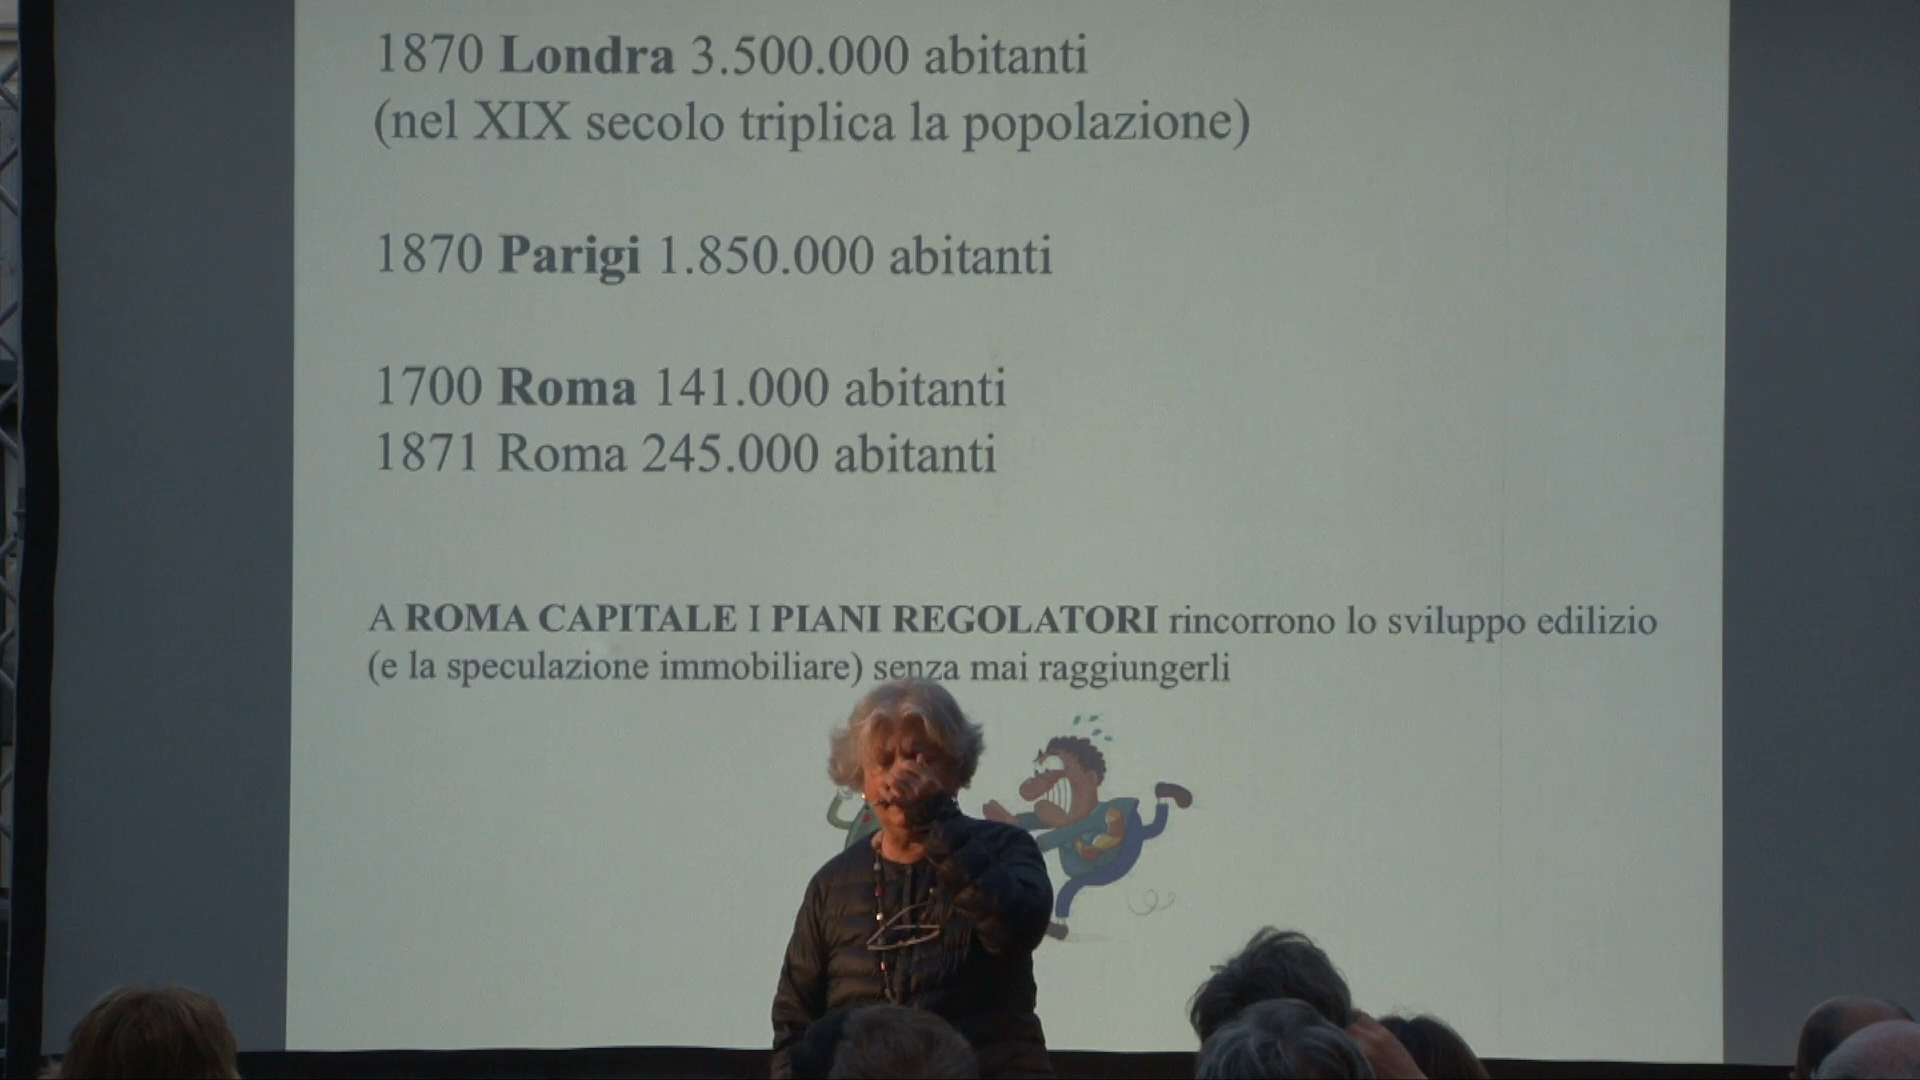 1870 Londra 3.500.000 abitanti
(nel XIX secolo triplica la popolazione)
1870 Parigi 1.850.000 abitanti
1700 Roma 141.000 abitanti
1871 Roma 245.000 abitanti
A ROMA CAPITALE I PIANI REGOLATORI rincorrono lo sviluppo edilizio
(e la speculazione immobiliare) senza mai raggiungerli